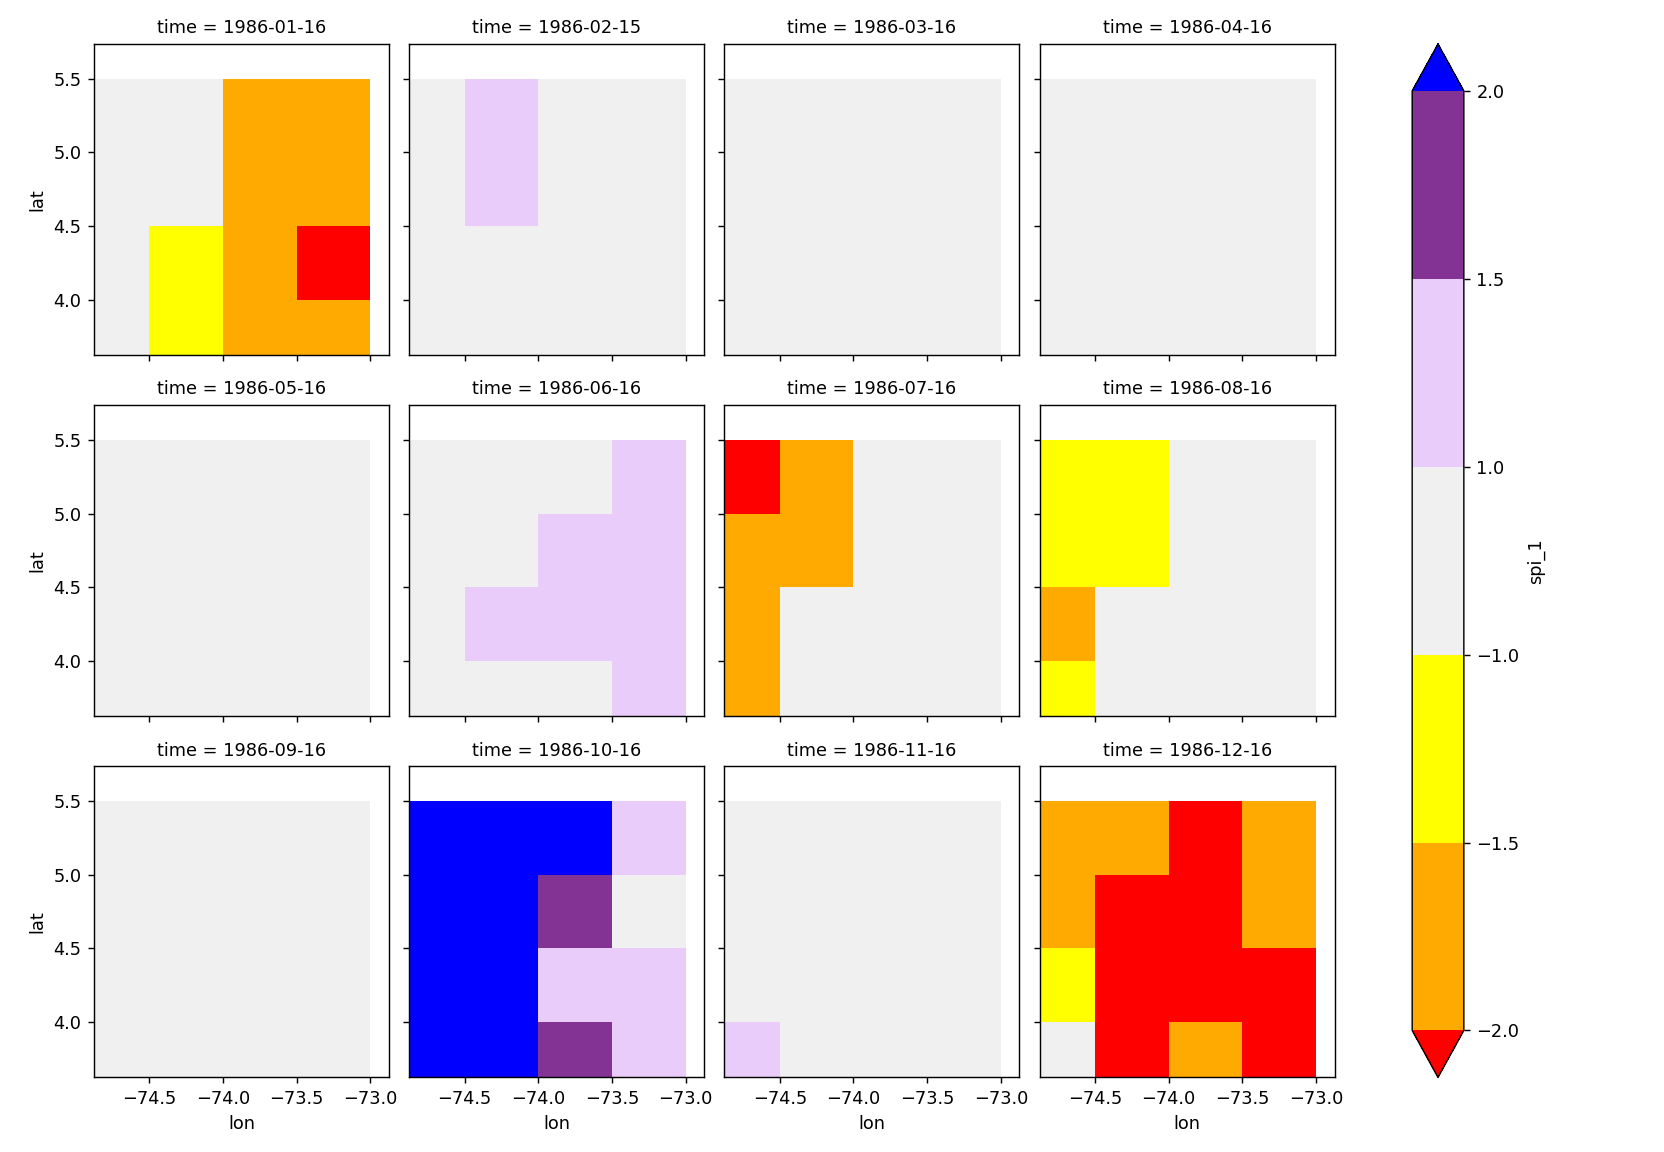 time = 1986-01-16
time = 1986-02-15
time = 1986-03-16
time = 1986-04-16
lat
5.5
5.0
4.5
4.0
time = 1986-05-16
time = 1986-06-16
time = 1986-07-16
time = 1986-08-16
lat
5.5
5.0
4.5
4.0
time = 1986-09-16
time = 1986-10-16
time = 1986-11-16
time = 1986-12-16
lat
5.5
5.0
4.5
4.0
−74.5 −74.0 −73.5 −73.0
lon
−74.5 −74.0 −73.5 −73.0
lon
−74.5 −74.0 −73.5 −73.0
lon
−74.5 −74.0 −73.5 −73.0
lon
2.0
1.5
1.0
−1.0
−1.5
−2.0
spi_1